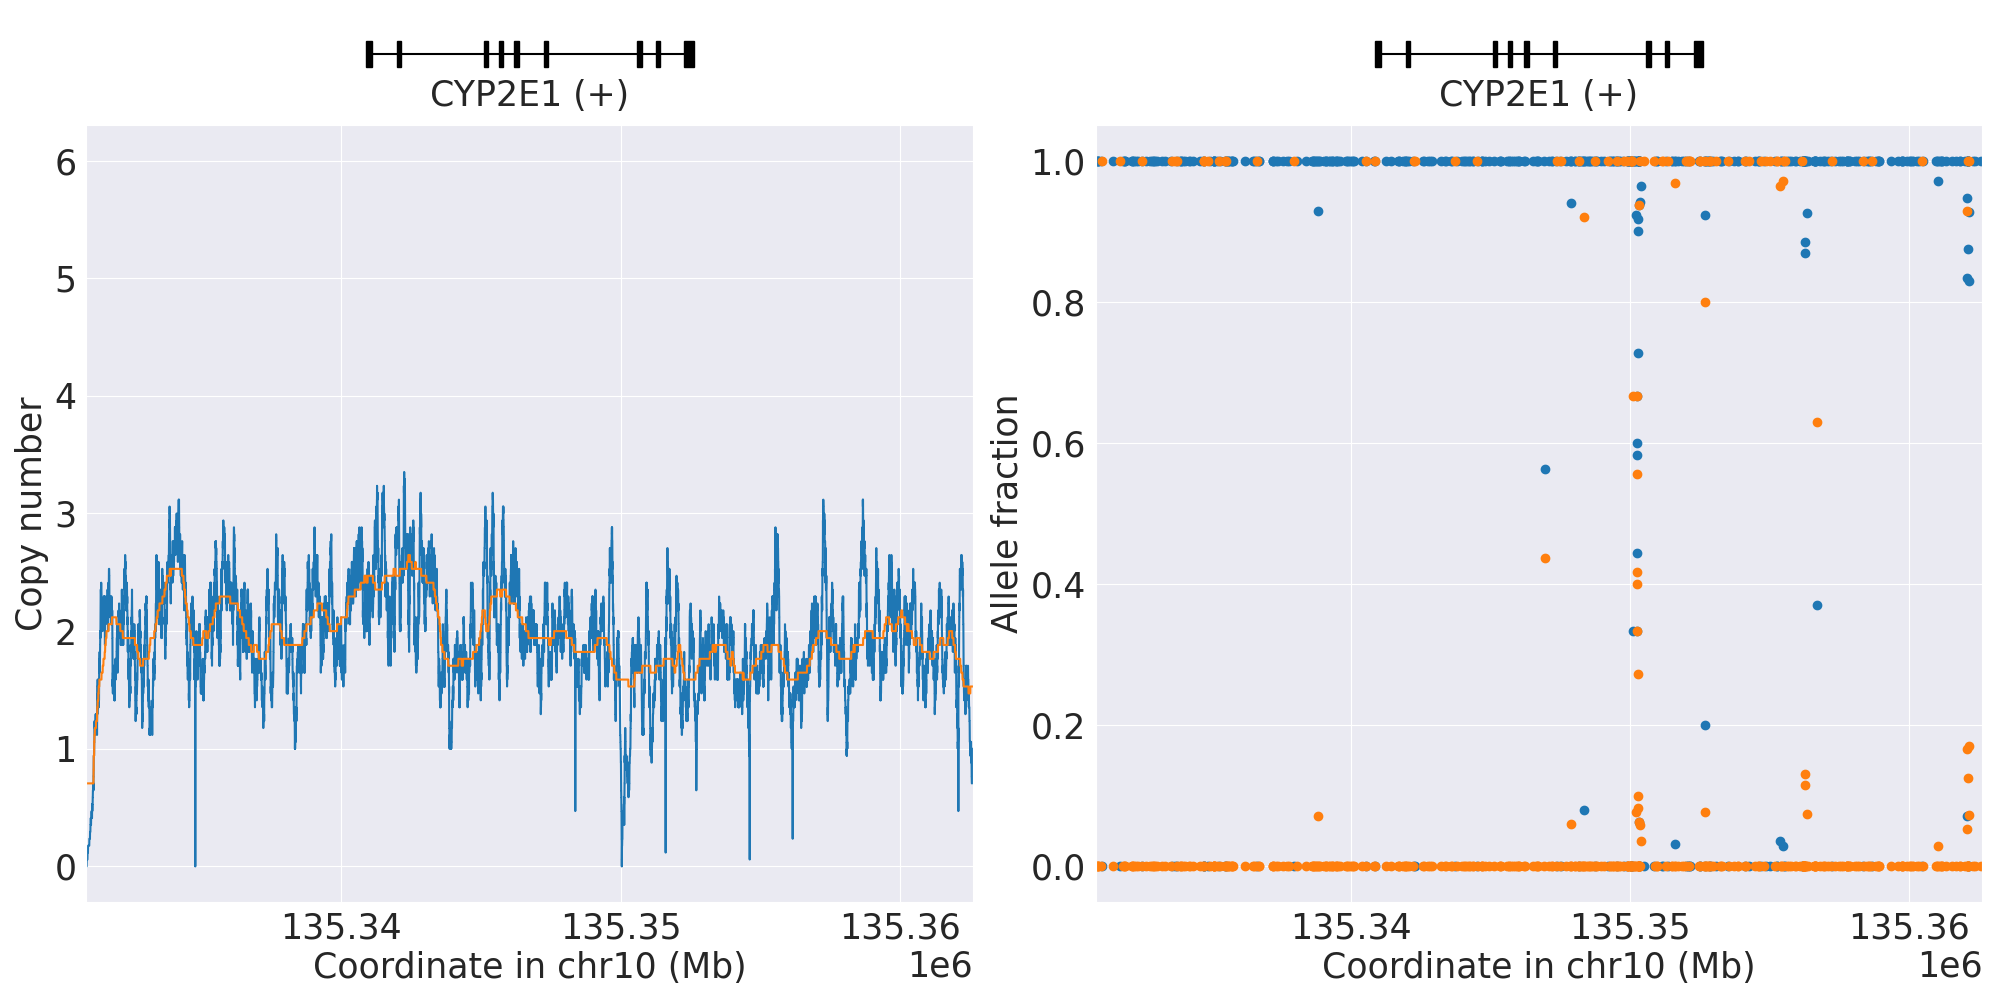 CYP2E1 (+)
Copy number
6
5
4
3
2
1
0
135.34 135.35 135.36
Coordinate in chr10 (Mb)
1e6
CYP2E1 (+)
Allele fraction
1.0
0.8
0.6
0.4
0.2
0.0
135.34 135.35 135.36
Coordinate in chr10 (Mb)
1e6